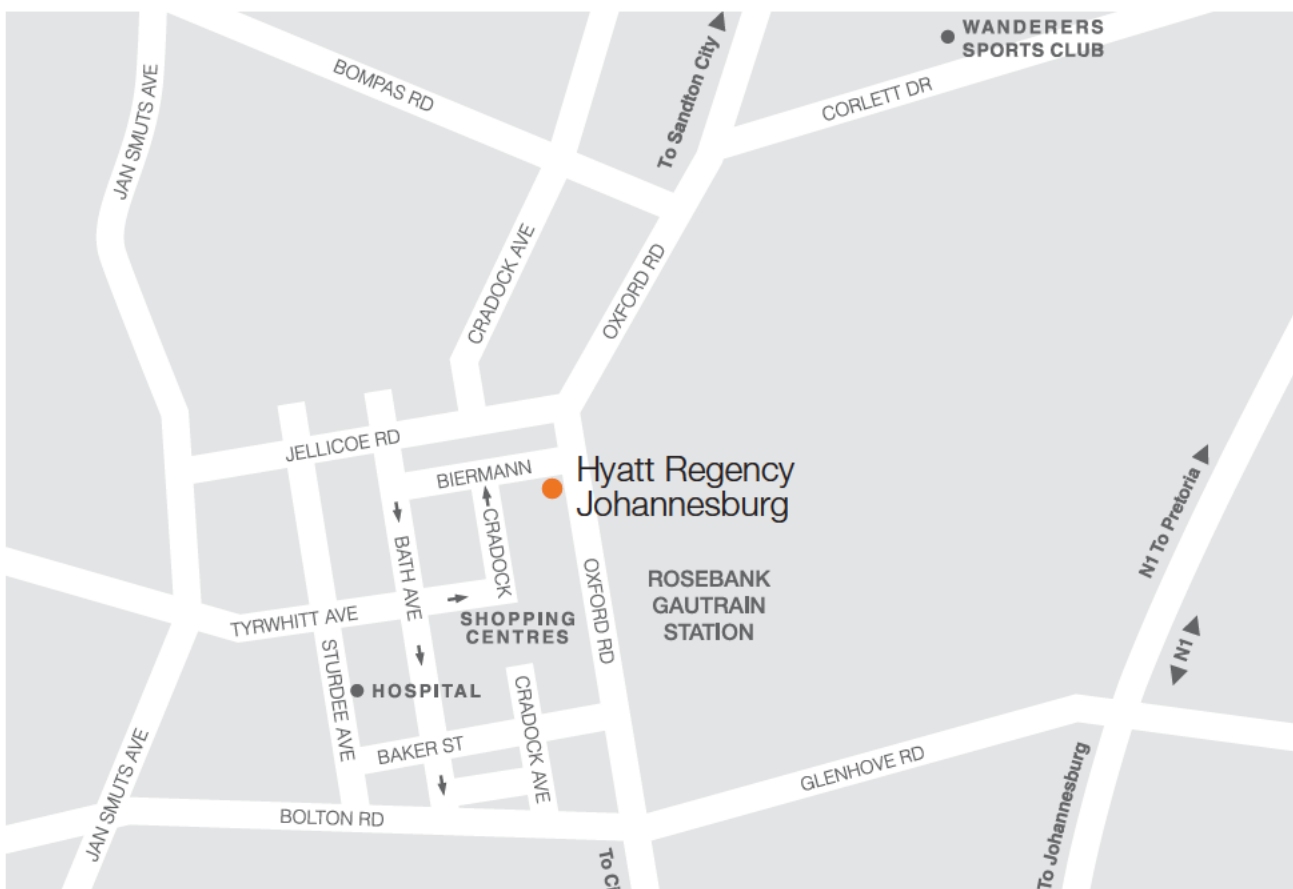 WANDERERS
SPORTS CLUB
To Sandton City
BOMPAS RD
JAN SMUTS AVE
CORLETT DR
CRADOCK AVE
OXFORD RD
JELLICOE RD
BIERMANN
Hyatt Regency
Johannesburg
N1 To Pretoria
CRADOCK
BATH AVE
OXFORD RD
ROSEBANK
GAUTRAIN
STATION
TYRWHITT AVE
SHOPPING
CENTRES
N1
STURDEE AVE
HOSPITAL
CRADOCK AVE
BAKER ST
GLENHOVE RD
JAN SMUTS AVE
BOLTON RD
To Johannesburg
To